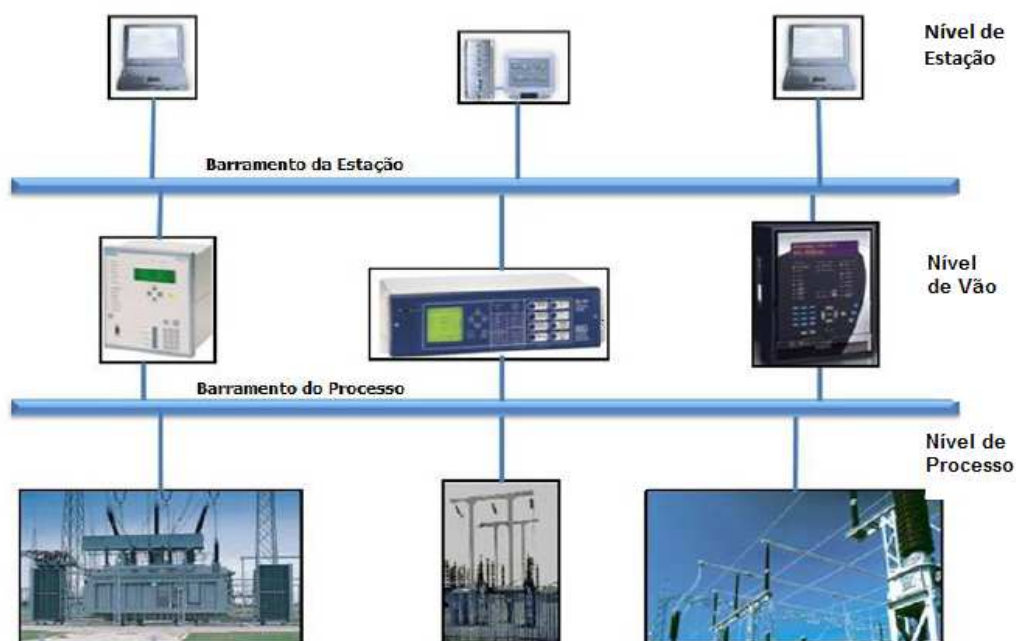 Nível de
Estação
Barramento da Estação
Nível
de Vão
Barramento do Processo
Nível de
Processo